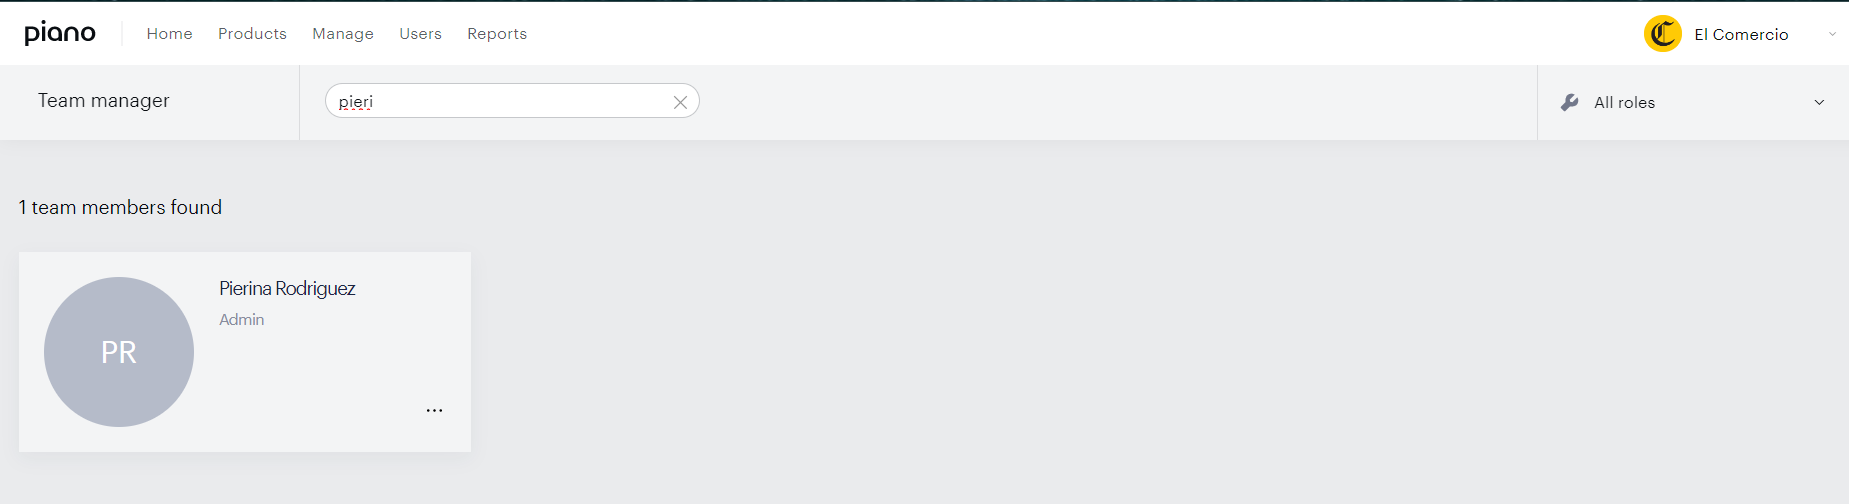 piano Home Products Manage Users Reports El Comercio
Team manager pieri All roles
1 team members found
Pierina Rodriguez
Admin
PR
...